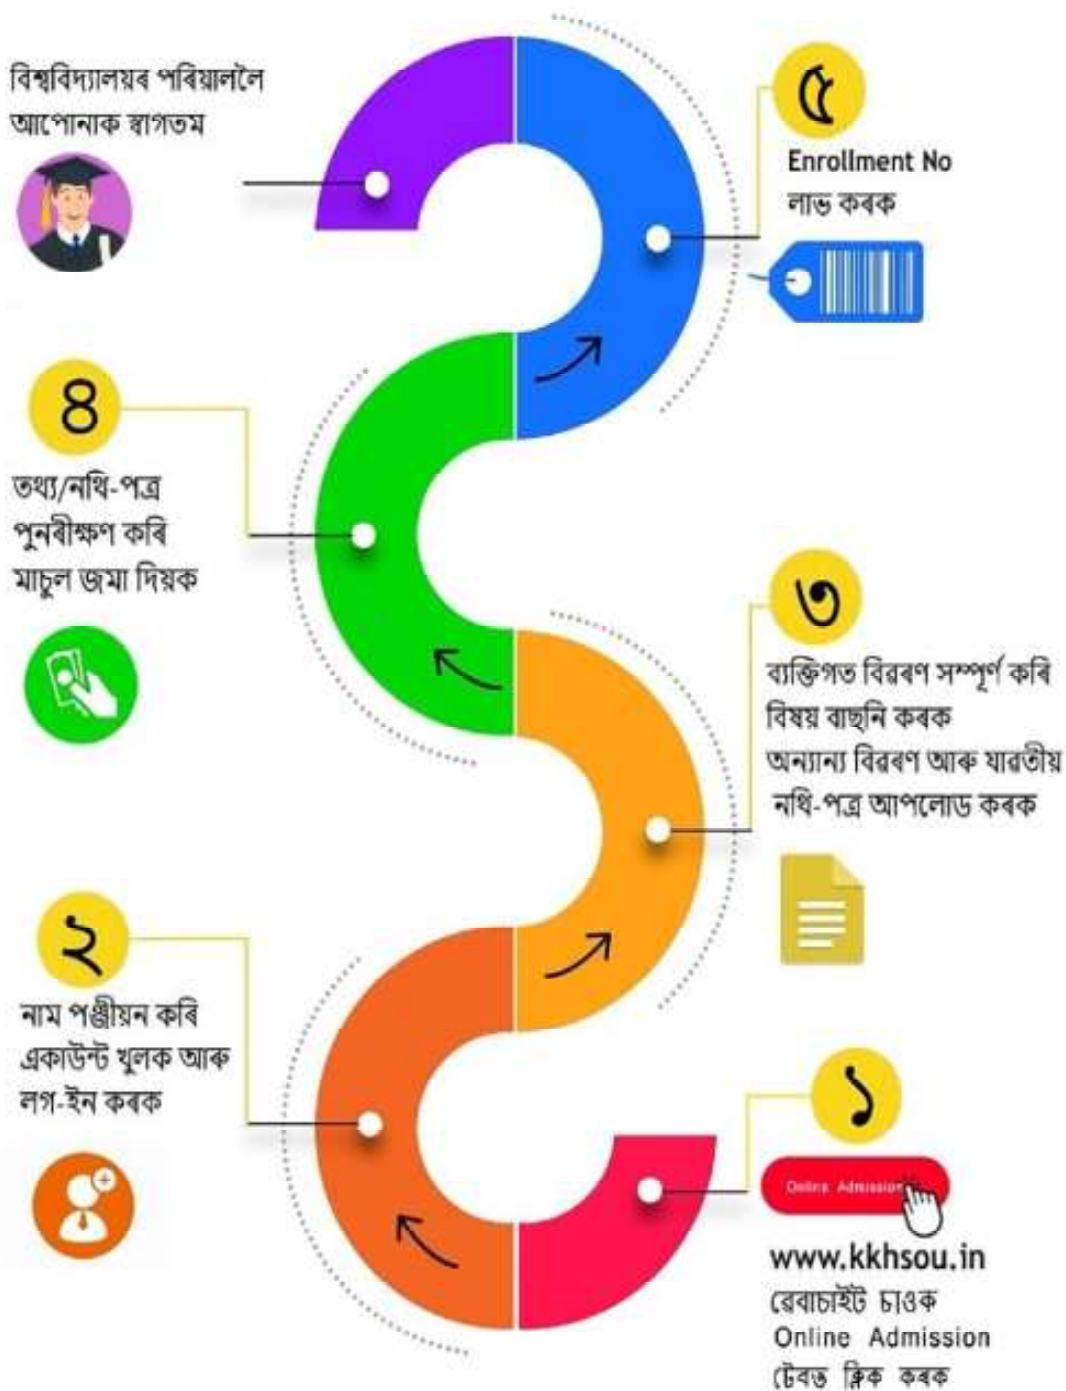 বিশ্ববিদ্যালয়ৰ পৰিয়াললৈ
আপোনাক স্বাগতম
৫
Enrollment No
লাভ কৰক
৪
তথ্য/নথি-পত্ৰ
পুনৰীক্ষণ কৰি
মাচুল জমা দিয়ক
৩
ব্যক্তিগত বিৱৰণ সম্পূৰ্ণ কৰি
বিষয় বাছনি কৰক
অন্যান্য বিৱৰণ আৰু যাৱতীয়
নথি-পত্ৰ আপলোড কৰক
২
নাম পঞ্জীয়ন কৰি
একাউন্ট খুলক আৰু
লগ-ইন কৰক
১
Online Admission
www.kkhsou.in
ৱেবাচাইট চাওক
Online Admission
টেবত ক্লিক কৰক